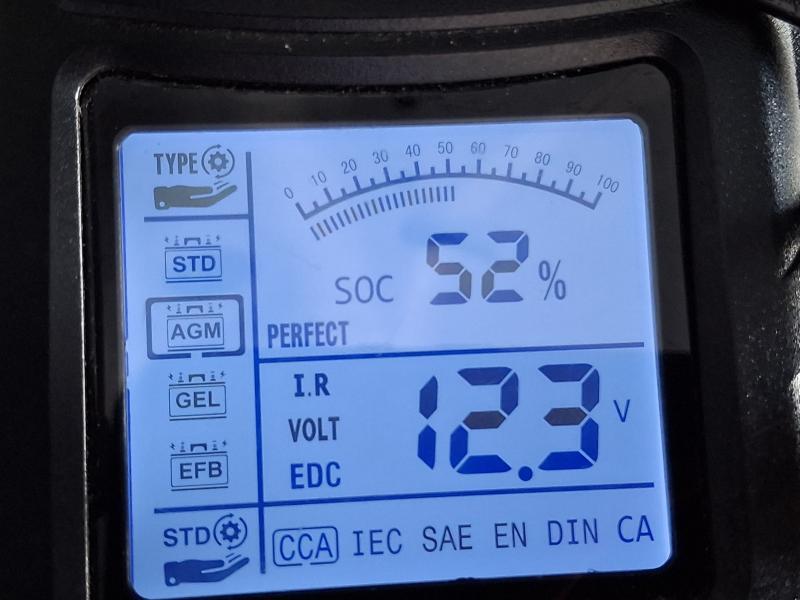 TYPE
STD
AGM
GEL
EFB
STD
0 10 20 30 40 50 60 70 80 90 100
SOC 52 %
PERFECT
I.R
VOLT
EDC
12.3 V
CCA IEC SAE EN DIN CA